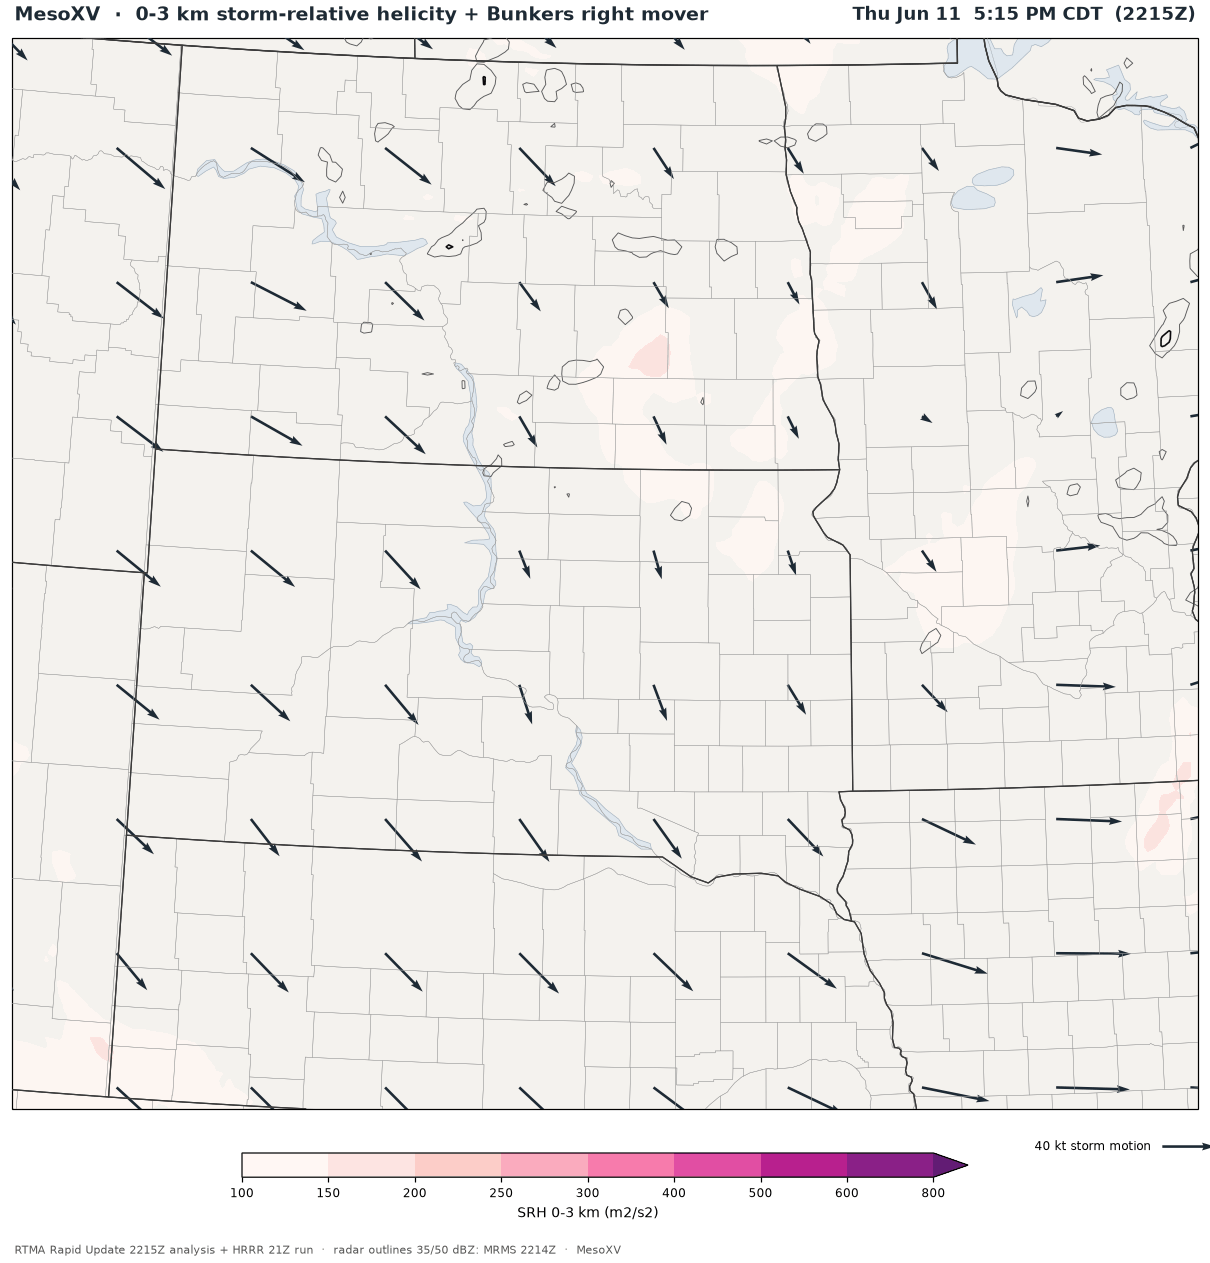 MesoXV · 0-3 km storm-relative helicity + Bunkers right mover
Thu Jun 11 5:15 PM CDT (2215Z)
40 kt storm motion
100 150 200 250 300 400 500 600 800
SRH 0-3 km (m2/s2)
RTMA Rapid Update 2215Z analysis + HRRR 21Z run · radar outlines 35/50 dBZ: MRMS 2214Z · MesoXV